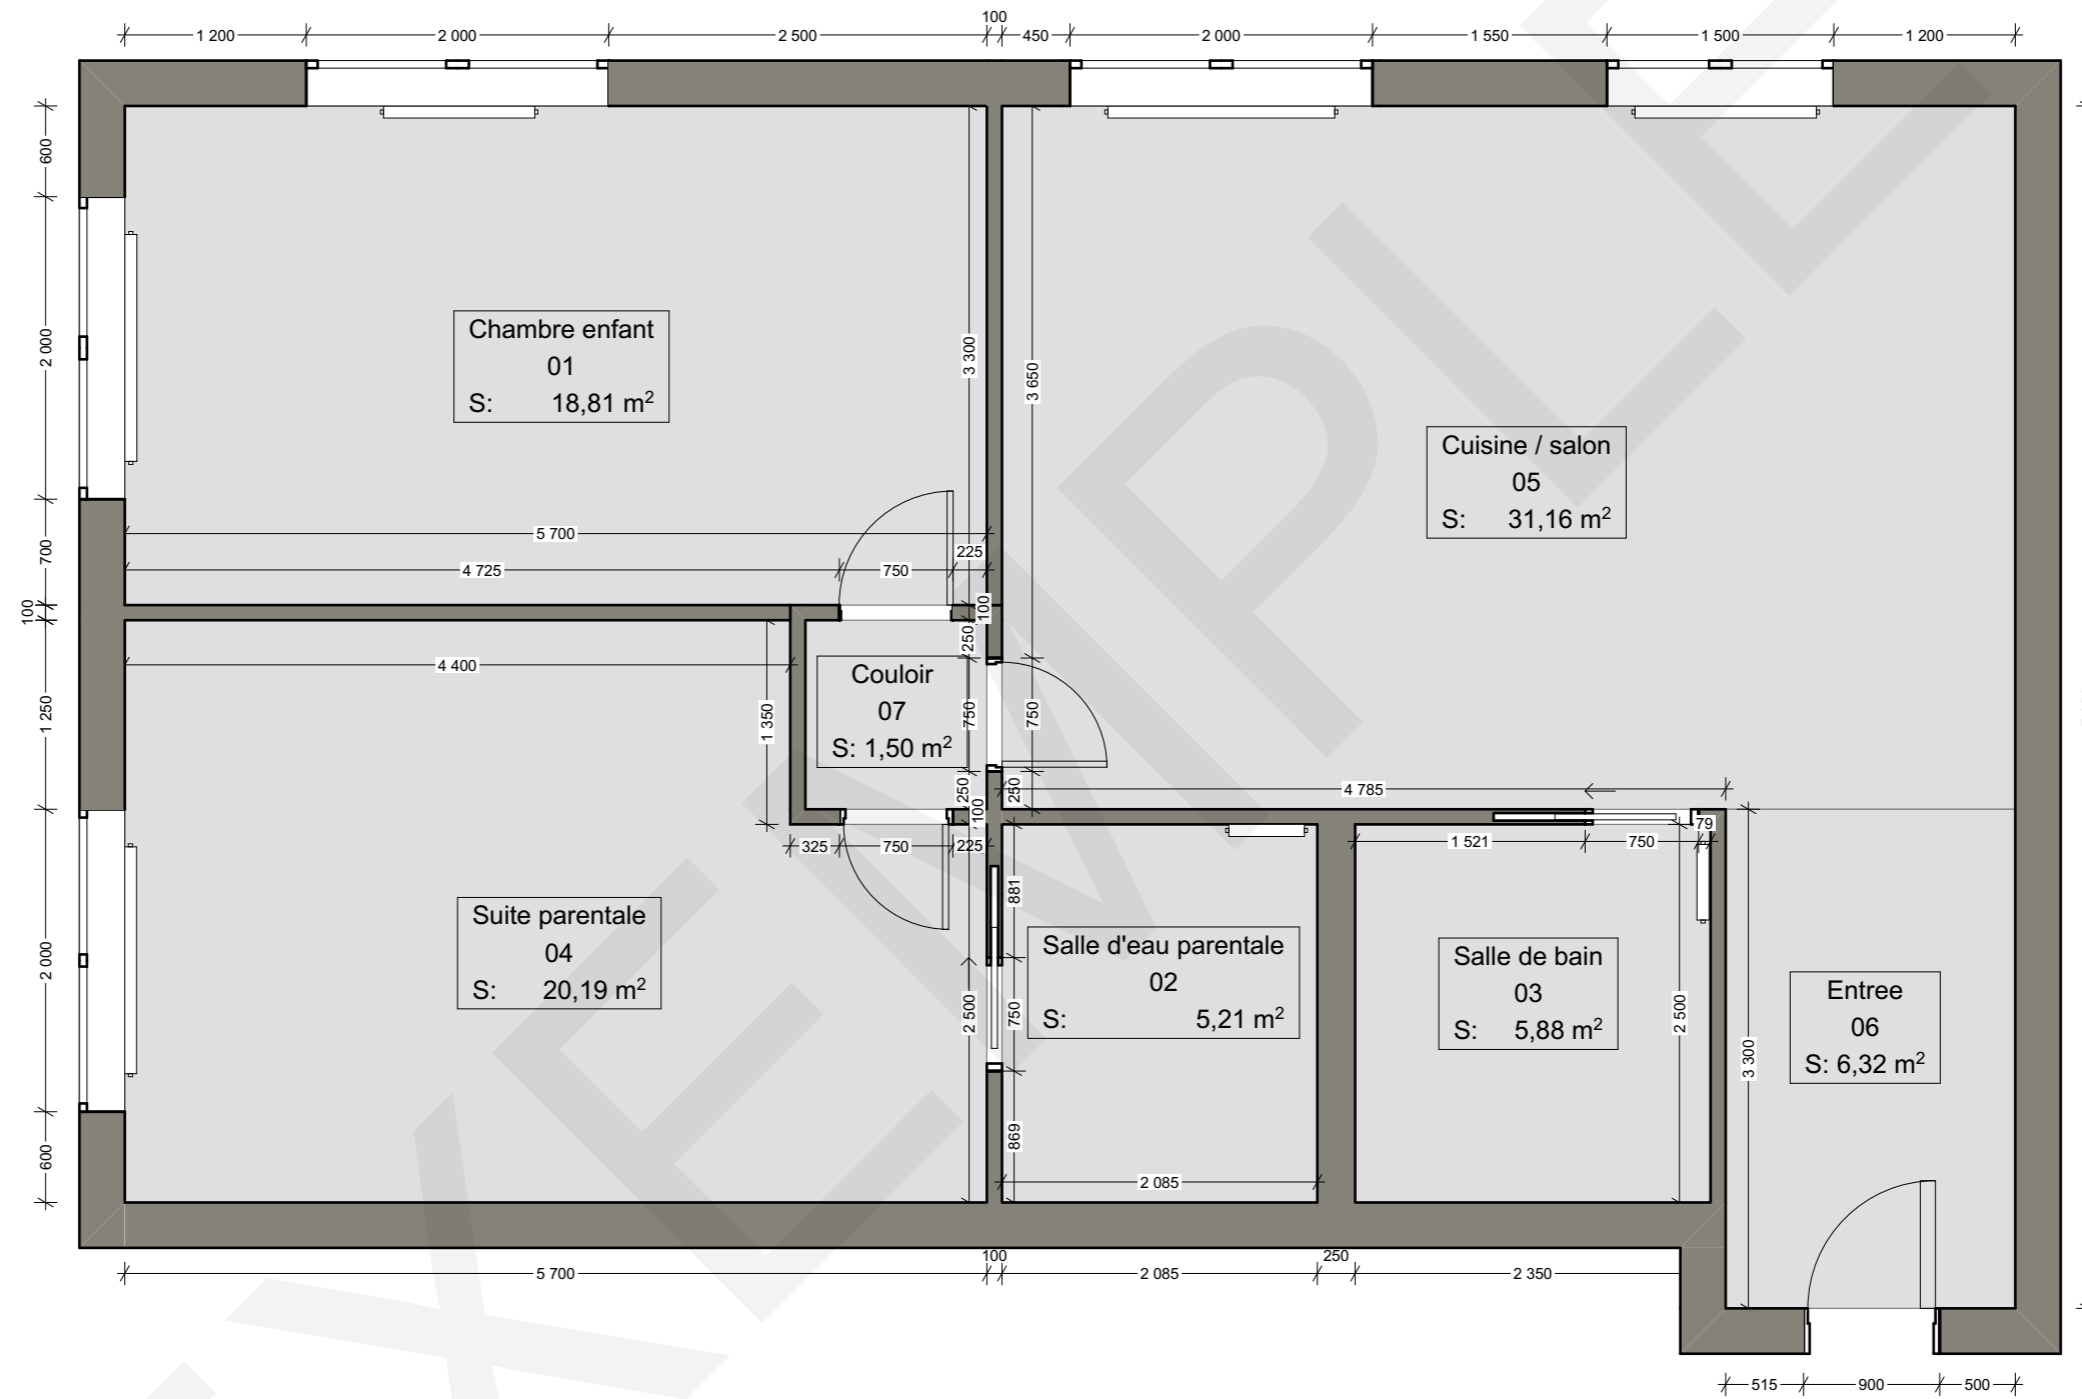 100
1 200 2 000 2 500 450 2 000 1 550 1 500 1 200
600
2 000
700
100
1 250
2 000
600
Chambre enfant
01
S: 18,81 m²
3 300
3 650
Cuisine / salon
05
S: 31,16 m²
5 700
225
4 725 750
100
250
4 400
1 350
Couloir
07
S: 1,50 m²
750
750
250
100
250
4 785
325 750 225
79
1 521 750
881
Suite parentale
04
S: 20,19 m²
2 500
Salle d'eau parentale
02
S: 5,21 m²
750
869
2 085
Salle de bain
03
S: 5,88 m²
2 500
3 300
Entree
06
S: 6,32 m²
100 250
5 700 2 085 2 350
515 900 500
EXEMPLE